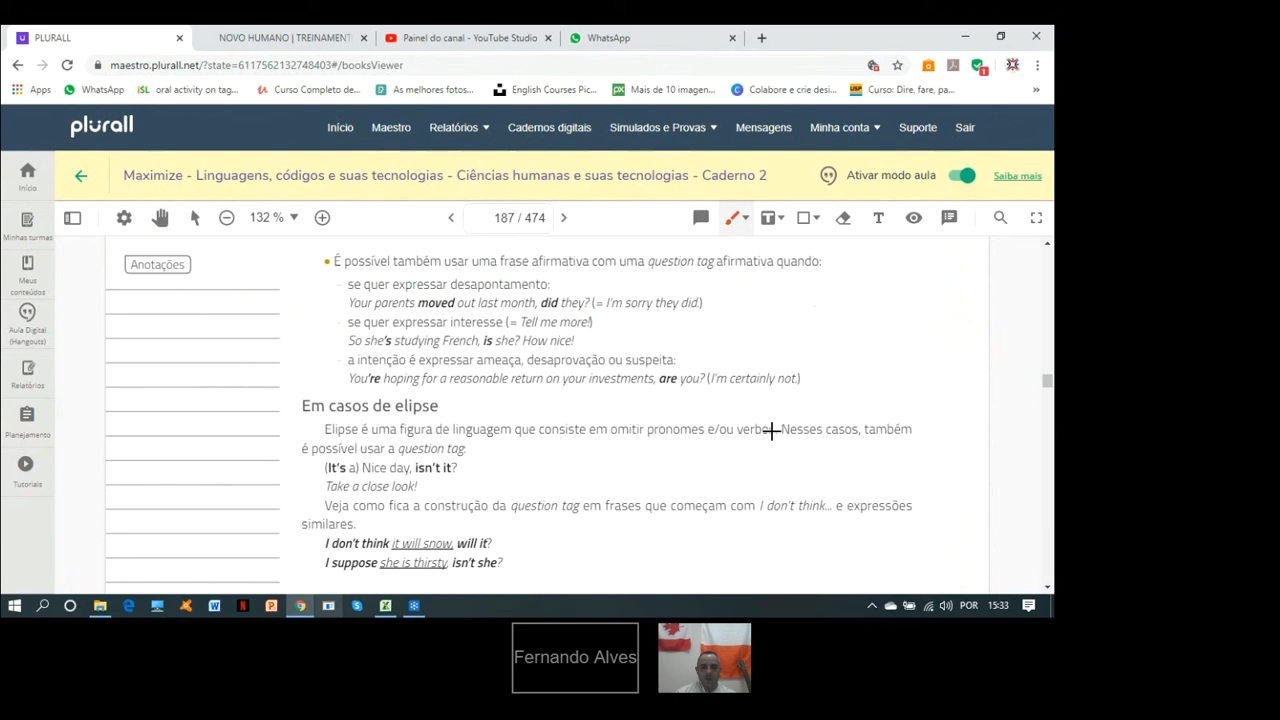 PLURALL
NOVO HUMANO | TREINAMENT
Painel do canal - YouTube Studio
WhatsApp
maestro.plurall.net/?state=6117562132748403#/booksViewer
Apps
WhatsApp
oral activity on tag...
Curso Completo de...
As melhores fotos...
English Courses Pic...
Mais de 10 imagen...
Colabore e crie desi...
Curso: Dire, fare, pa...
plurall
Início
Maestro
Relatórios
Cadernos digitais
Simulados e Provas
Mensagens
Minha conta
Suporte
Sair
Maximize - Linguagens, códigos e suas tecnologias - Ciências humanas e suas tecnologias - Caderno 2
Ativar modo aula
Saiba mais
132 %
187 / 474
Início
Minhas turmas
Meus
conteúdos
Aula Digital
(Hangouts)
Relatórios
Planejamento
Tutoriais
Anotações
• É possível também usar uma frase afirmativa com uma question tag afirmativa quando:
- se quer expressar desapontamento:
Your parents moved out last month, did they? (= I'm sorry they did.)
- se quer expressar interesse (= Tell me more!)
So she's studying French, is she? How nice!
- a intenção é expressar ameaça, desaprovação ou suspeita:
You're hoping for a reasonable return on your investments, are you? (I'm certainly not.)
Em casos de elipse
Elipse é uma figura de linguagem que consiste em omitir pronomes e/ou verbo Nesses casos, também
é possível usar a question tag:
(It's a) Nice day, isn't it?
Take a close look!
Veja como fica a construção da question tag em frases que começam com I don't think... e expressões
similares.
I don't think it will snow, will it?
I suppose she is thirsty, isn't she?
POR
15:33
Fernando Alves